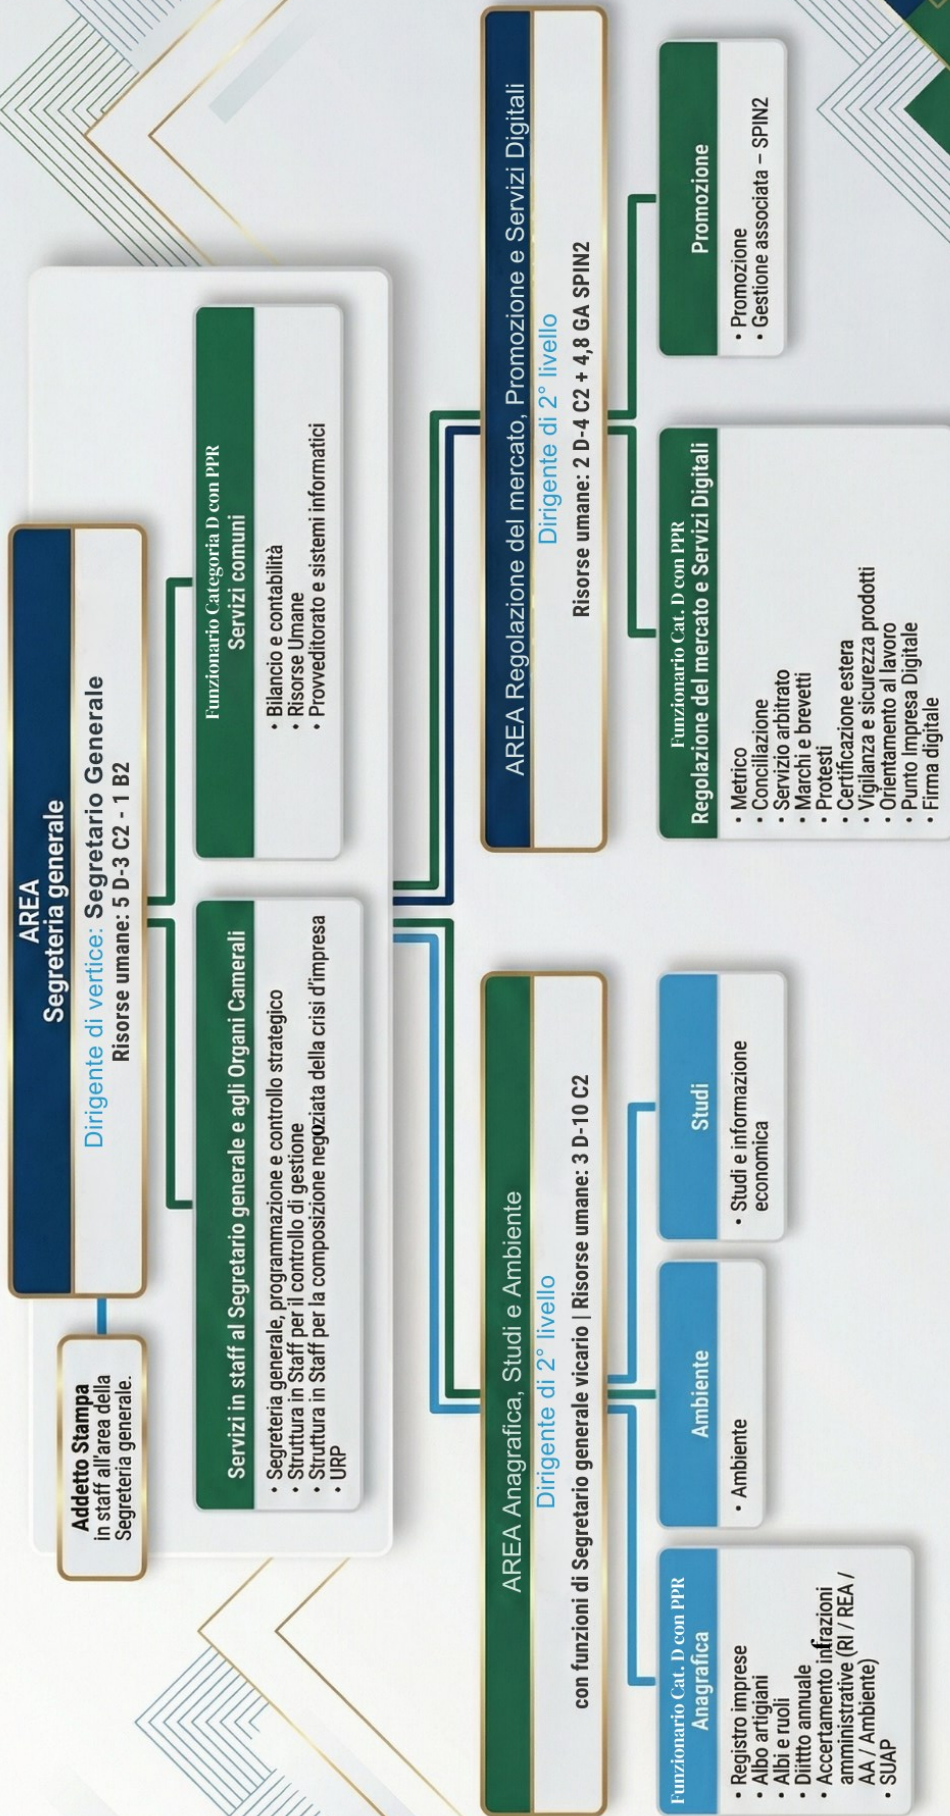 AREA
Segreteria generale
Dirigente di vertice: Segretario Generale
Risorse umane: 5 D-3 C2 - 1 B2
Addetto Stampa
in staff all'area della
Segreteria generale.
Servizi in staff al Segretario generale e agli Organi Camerali
• Segreteria generale, programmazione e controllo strategico
• Struttura in Staff per il controllo di gestione
• Struttura in Staff per la composizione negoziata della crisi d'impresa
• URP
Funzionario Categoria D con PPR
Servizi comuni
• Bilancio e contabilità
• Risorse Umane
• Provveditorato e sistemi informatici
AREA Anagrafica, Studi e Ambiente
Dirigente di 2° livello
con funzioni di Segretario generale vicario | Risorse umane: 3 D-10 C2
Funzionario Cat. D con PPR
Anagrafica
• Registro imprese
• Albo artigiani
• Albi e ruoli
• Diittto annuale
• Accertamento infrazioni
amministrative (RI / REA /
AA / Ambiente)
• SUAP
Ambiente
• Ambiente
Studi
• Studi e informazione
economica
AREA Regolazione del mercato, Promozione e Servizi Digitali
Dirigente di 2° livello
Risorse umane: 2 D-4 C2 + 4,8 GA SPIN2
Funzionario Cat. D con PPR
Regolazione del mercato e Servizi Digitali
• Metrico
• Conciliazione
• Servizio arbitrato
• Marchi e brevetti
• Protesti
• Certificazione estera
• Vigilanza e sicurezza prodotti
• Orientamento al lavoro
• Punto Impresa Digitale
• Firma digitale
Promozione
• Promozione
• Gestione associata – SPIN2